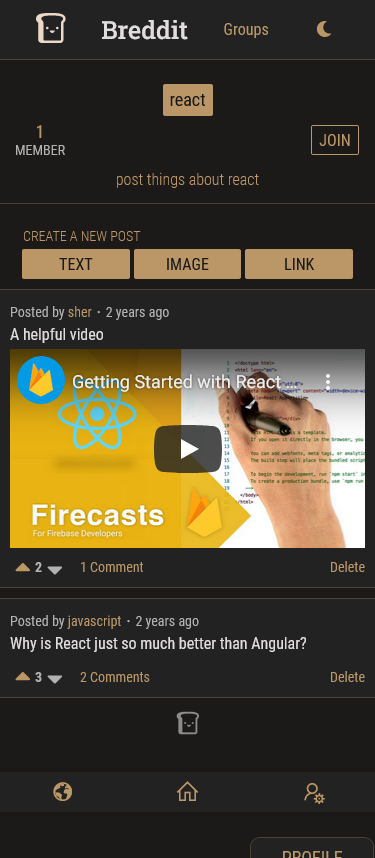 Breddit
Groups
react
1
MEMBER
JOIN
post things about react
CREATE A NEW POST
TEXT
IMAGE
LINK
Posted by sher · 2 years ago
A helpful video
Getting Started with React...
Firecasts
For Firebase Developers
2
1 Comment
Delete
Posted by javascript · 2 years ago
Why is React just so much better than Angular?
3
2 Comments
Delete
PROFILE